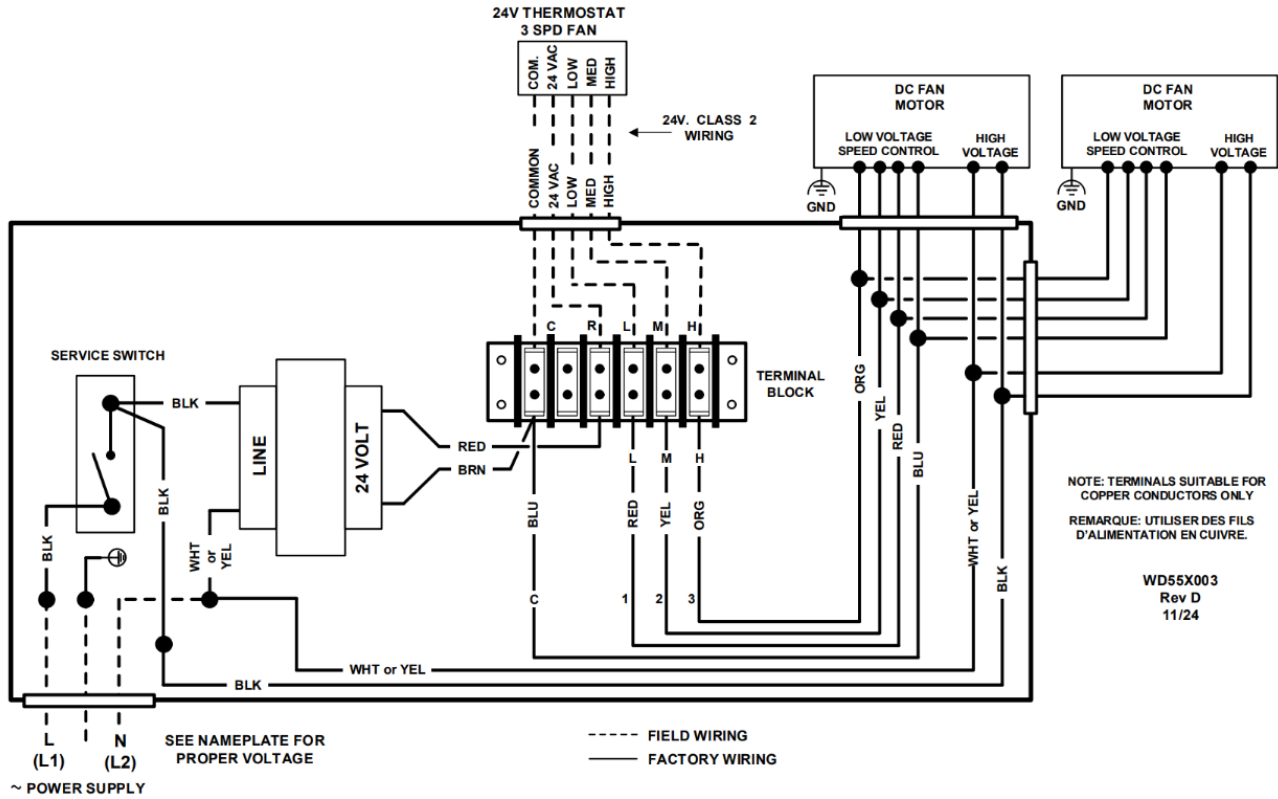 24V THERMOSTAT
3 SPD FAN
COM.
24 VAC
LOW
MED
HIGH
24V. CLASS 2
WIRING
COMMON
24 VAC
LOW
MED
HIGH
DC FAN
MOTOR
LOW VOLTAGE
SPEED CONTROL
HIGH
VOLTAGE
GND
DC FAN
MOTOR
LOW VOLTAGE
SPEED CONTROL
HIGH
VOLTAGE
GND
C
R
L
M
H
TERMINAL
BLOCK
SERVICE SWITCH
BLK
LINE
24 VOLT
RED
BRN
L
M
H
BLK
BLK
WHT
or
YEL
BLU
RED
YEL
ORG
C
1
2
3
ORG
YEL
RED
BLU
WHT or YEL
BLK
WHT or YEL
BLK
NOTE: TERMINALS SUITABLE FOR
COPPER CONDUCTORS ONLY
REMARQUE: UTILISER DES FILS
D'ALIMENTATION EN CUIVRE.
WD55X003
Rev D
11/24
L
(L1)
N
(L2)
~ POWER SUPPLY
SEE NAMEPLATE FOR
PROPER VOLTAGE
FIELD WIRING
FACTORY WIRING